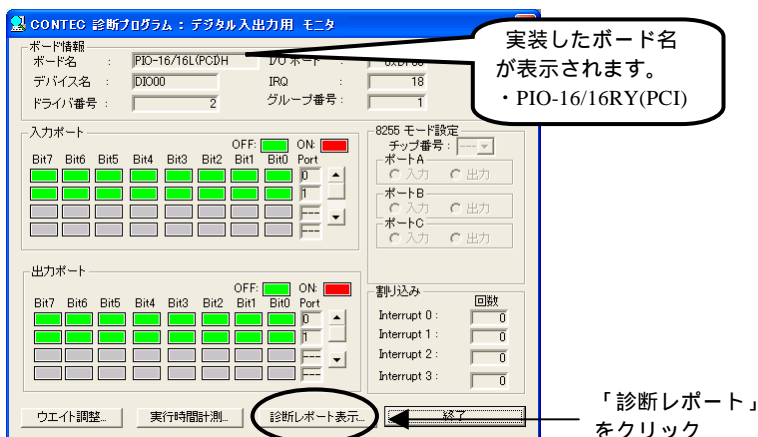 CONTEC 診断プログラム : デジタル入出力用 モニタ
ボード情報
ボード名 : PIO-16/16L(PCI)H I/O ポート :
デバイス名 : DIO00 IRQ : 18
ドライバ番号 : 2 グループ番号 : 1
実装したボード名
が表示されます。
・PIO-16/16RY(PCI)
入力ポート
OFF: ON:
Bit7 Bit6 Bit5 Bit4 Bit3 Bit2 Bit1 Bit0 Port
0
1
---
---
8255 モード設定
チップ番号 : ---
ポートA
入力 出力
ポートB
入力 出力
ポートC
入力 出力
出力ポート
OFF: ON:
Bit7 Bit6 Bit5 Bit4 Bit3 Bit2 Bit1 Bit0 Port
0
1
---
---
割り込み
回数
Interrupt 0 : 0
Interrupt 1 : 0
Interrupt 2 : 0
Interrupt 3 : 0
ウエイト調整... 実行時間計測... 診断レポート表示... 終了
「診断レポート」
をクリック